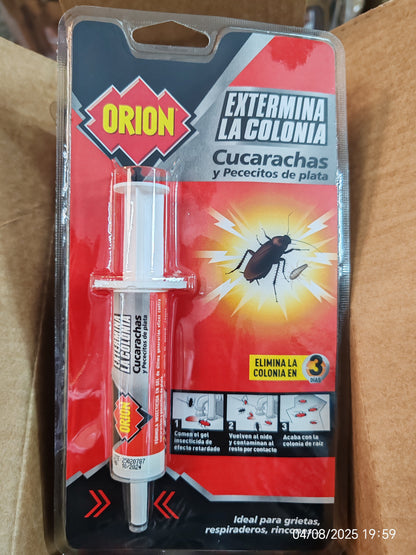 ORION
EXTERMINA
LA COLONIA
Cucarachas
y Pececitos de plata
ELIMINA LA
COLONIA EN
3
DÍAS
1
Comen el gel
insecticida de
efecto retardado
2
Vuelven al nido
y contaminan al
resto por contacto
3
Acaba con la
colonia de raíz
EXTERMINA
LA COLONIA
Cucarachas
y Pececitos de plata
ORION
10/2024
Ideal para grietas,
respiraderos, rincones
04/08/2025 19:59